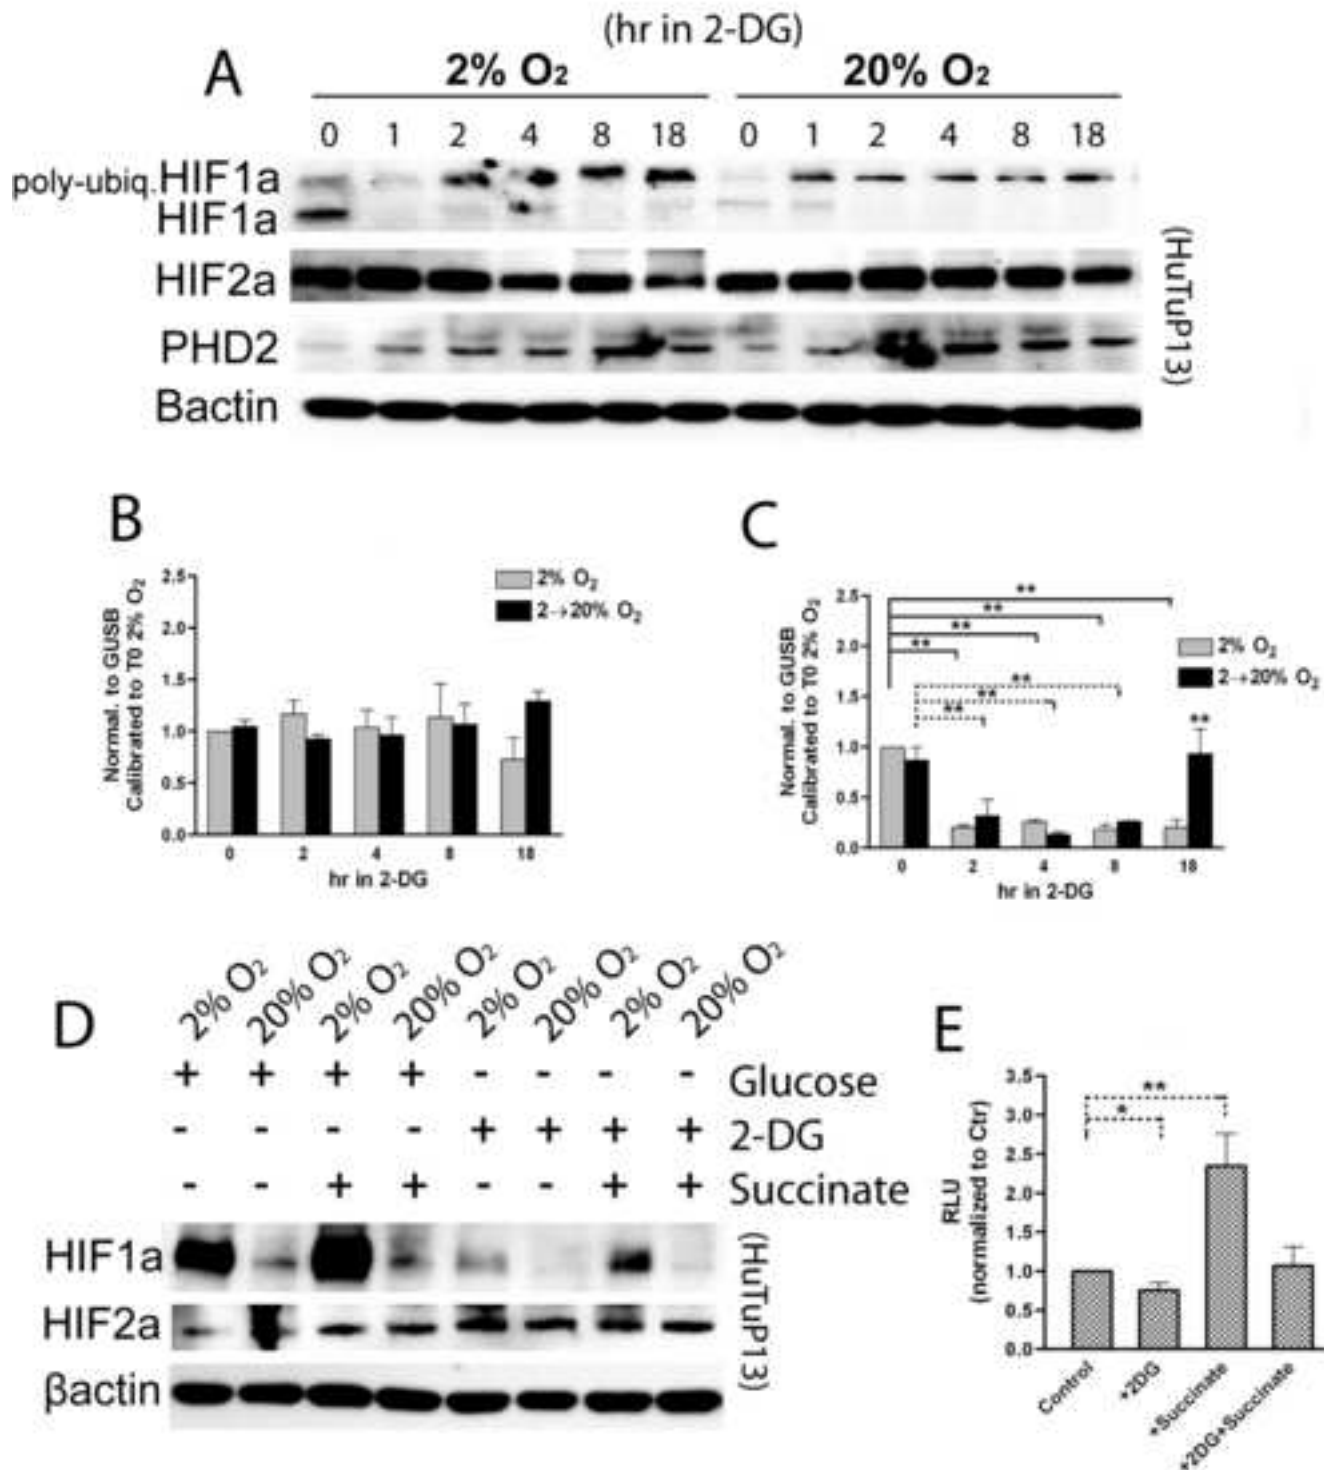 (hr in 2-DG)
A
2% O₂ 20% O₂
0 1 2 4 8 18 0 1 2 4 8 18
poly-ubiq. HIF1a
HIF1a
HIF2a
PHD2
Bactin
(HuTuP13)
B
Normal. to GUSB
Calibrated to T0 2% O₂
2.5
2.0
1.5
1.0
0.5
0.0
2% O₂
2→20% O₂
0 2 4 8 18
hr in 2-DG
C
Normal. to GUSB
Calibrated to T0 2% O₂
2.5
2.0
1.5
1.0
0.5
0.0
**
**
**
**
**
**
**
**
2% O₂
2→20% O₂
0 2 4 8 18
hr in 2-DG
D
2% O₂ 20% O₂ 2% O₂ 20% O₂ 2% O₂ 20% O₂ 2% O₂ 20% O₂
+ + + + - - - - Glucose
- - - - + + + + 2-DG
- - + + - - + + Succinate
HIF1a
HIF2a
βactin
(HuTuP13)
E
RLU
(normalized to Ctr)
3.5
3.0
2.5
2.0
1.5
1.0
0.5
0.0
**
*
Control
+2DG
+Succinate
+2DG+Succinate